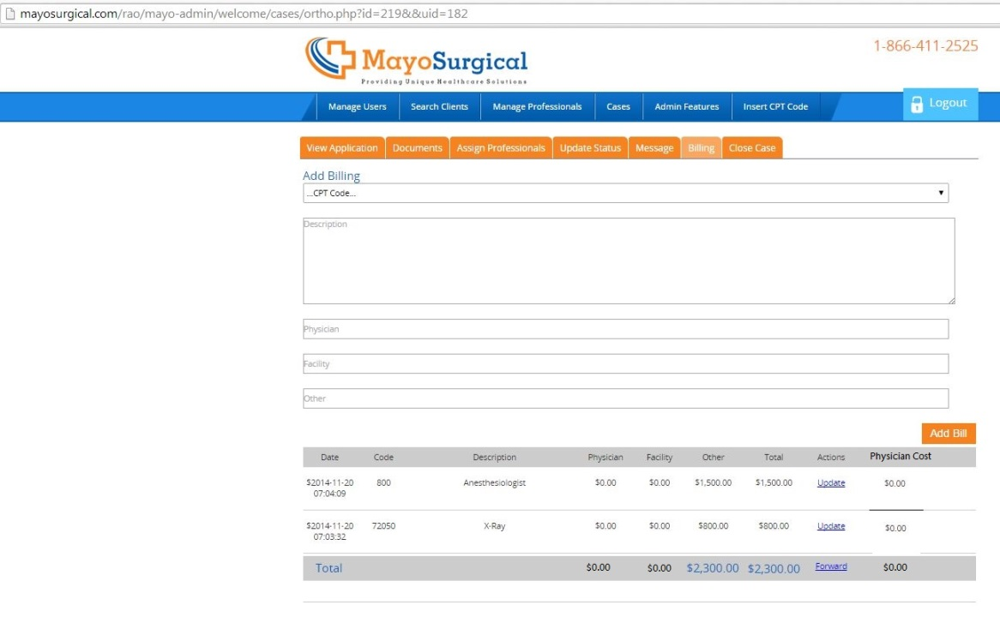 mayosurgical.com/rao/mayo-admin/welcome/cases/ortho.php?id=219&&uid=182
1-866-411-2525
MayoSurgical
Providing Unique Healthcare Solutions
Manage Users Search Clients Manage Professionals Cases Admin Features Insert CPT Code Logout
View Application Documents Assign Professionals Update Status Message Billing Close Case
Add Billing
...CPT Code...
Description
Physician
Facility
Other
Add Bill
Date Code Description Physician Facility Other Total Actions Physician Cost
$2014-11-20 800 Anesthesiologist $0.00 $0.00 $1,500.00 $1,500.00 Update $0.00
07:04:09
$2014-11-20 72050 X-Ray $0.00 $0.00 $800.00 $800.00 Update $0.00
07:03:32
Total $0.00 $0.00 $2,300.00 $2,300.00 Forward $0.00